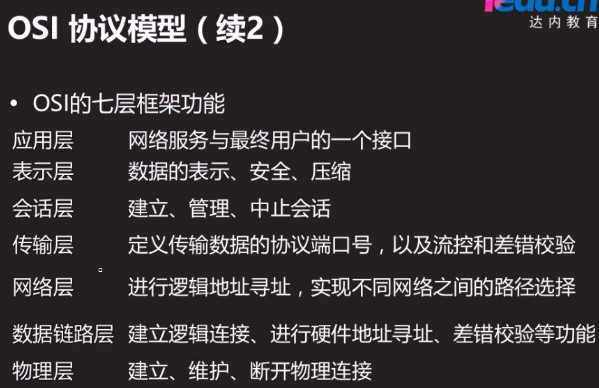 OSI 协议模型（续2）
tedu.cn
达内教育
• OSI的七层框架功能
应用层 网络服务与最终用户的一个接口
表示层 数据的表示、安全、压缩
会话层 建立、管理、中止会话
传输层 定义传输数据的协议端口号，以及流控和差错校验
网络层 进行逻辑地址寻址，实现不同网络之间的路径选择
数据链路层 建立逻辑连接、进行硬件地址寻址、差错校验等功能
物理层 建立、维护、断开物理连接